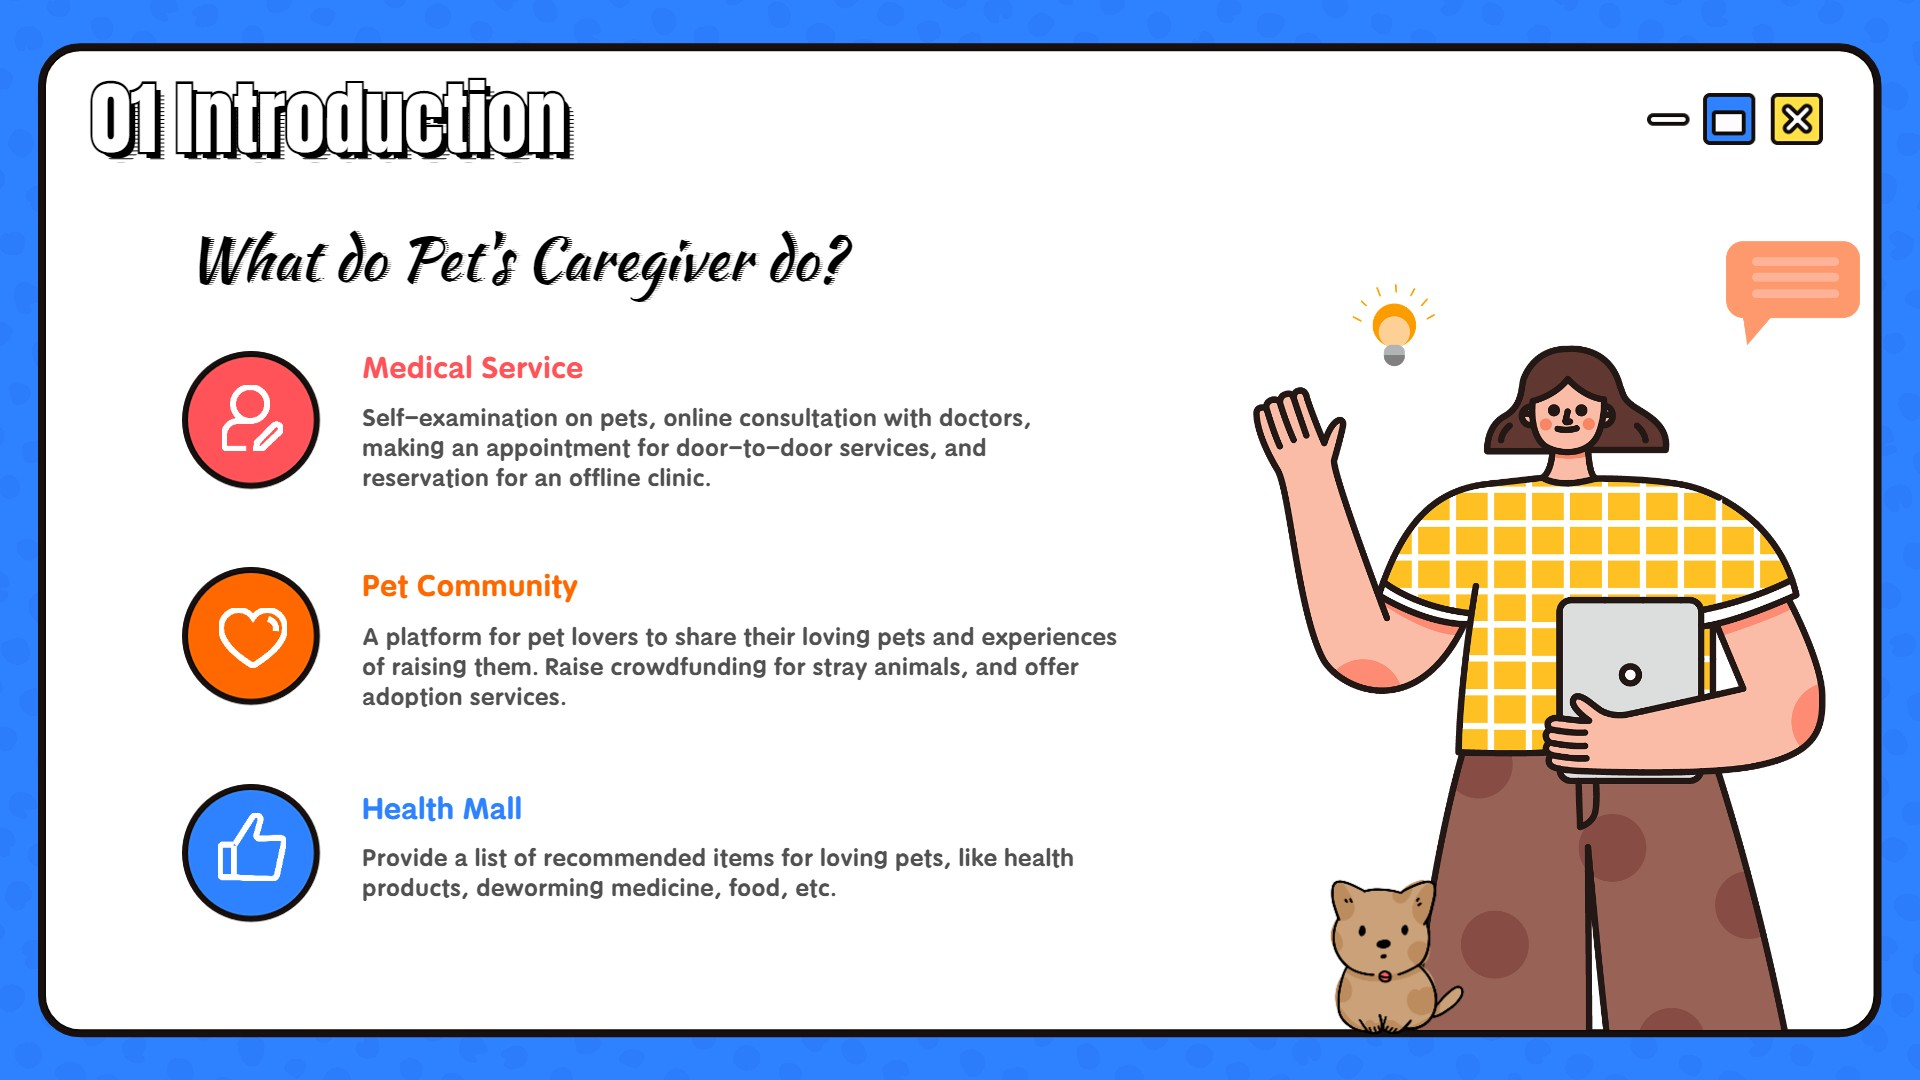 01 Introduction
What do Pet's Caregiver do?
Medical Service
Self-examination on pets, online consultation with doctors,
making an appointment for door-to-door services, and
reservation for an offline clinic.
Pet Community
A platform for pet lovers to share their loving pets and experiences
of raising them. Raise crowdfunding for stray animals, and offer
adoption services.
Health Mall
Provide a list of recommended items for loving pets, like health
products, deworming medicine, food, etc.